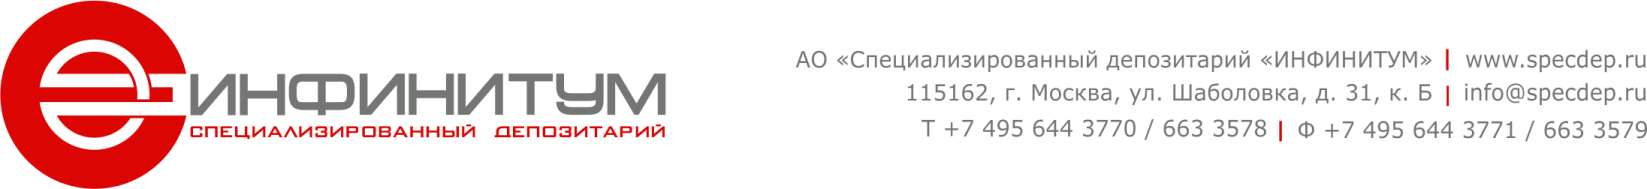 ИНФИНИТУМ
СПЕЦИАЛИЗИРОВАННЫЙ ДЕПОЗИТАРИЙ
АО «Специализированный депозитарий «ИНФИНИТУМ» | www.specdep.ru
115162, г. Москва, ул. Шаболовка, д. 31, к. Б | info@specdep.ru
Т +7 495 644 3770 / 663 3578 | Ф +7 495 644 3771 / 663 3579